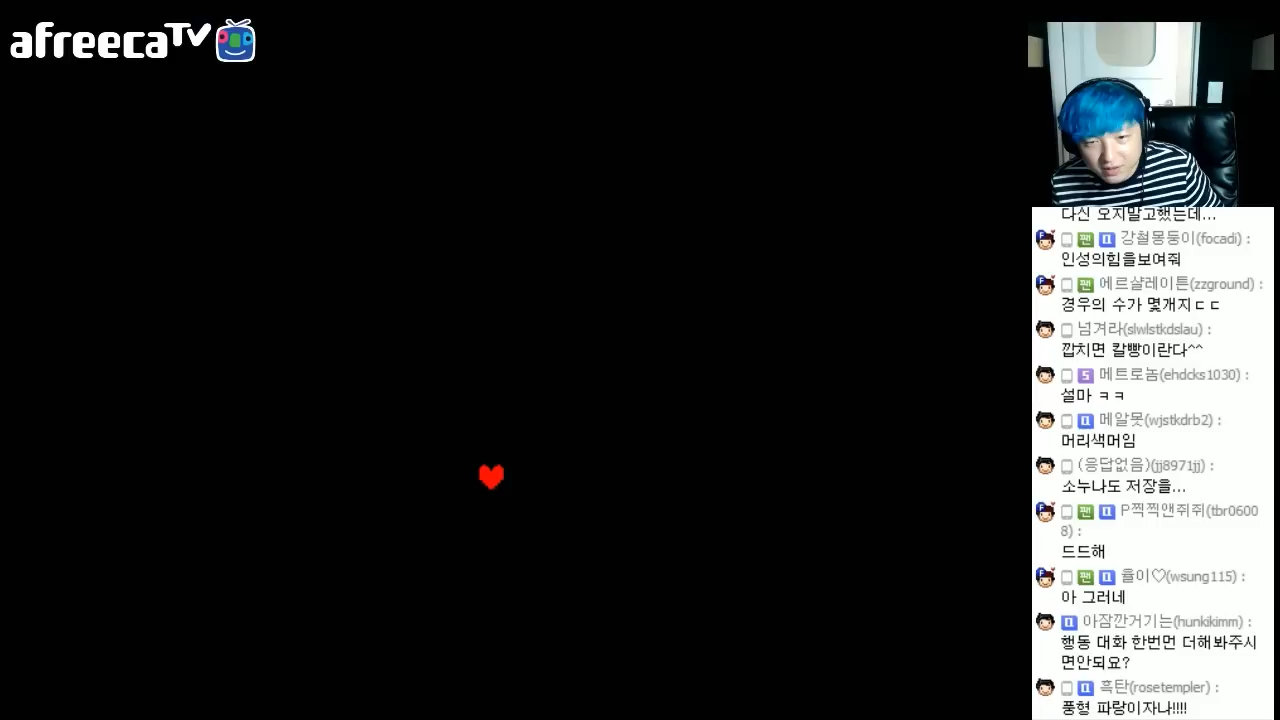 afreecaTV
다신 오지말고했는데...
강철몽둥이(focadi) :
인성의힘을보여줘
에르샬레이튼(zzground) :
경우의 수가 몇개지ㄷㄷ
넘겨라(slwlstkdslau) :
깝치면 칼빵이란다^^
메트로놈(ehdcks1030) :
설마 ㅋㅋ
메알못(wjstkdrb2) :
머리색머임
(응답없음)(jj8971jj) :
소누나도 저장을...
P찍찍앤쥐쥐(tbr0600
8) :
드드해
율이♡(wsung115) :
아 그러네
아잠깐거기는(hunkikimm) :
행동 대화 한번먼 더해봐주시
면안되요?
흑탄(rosetempler) :
풍형 파랑이자나!!!!